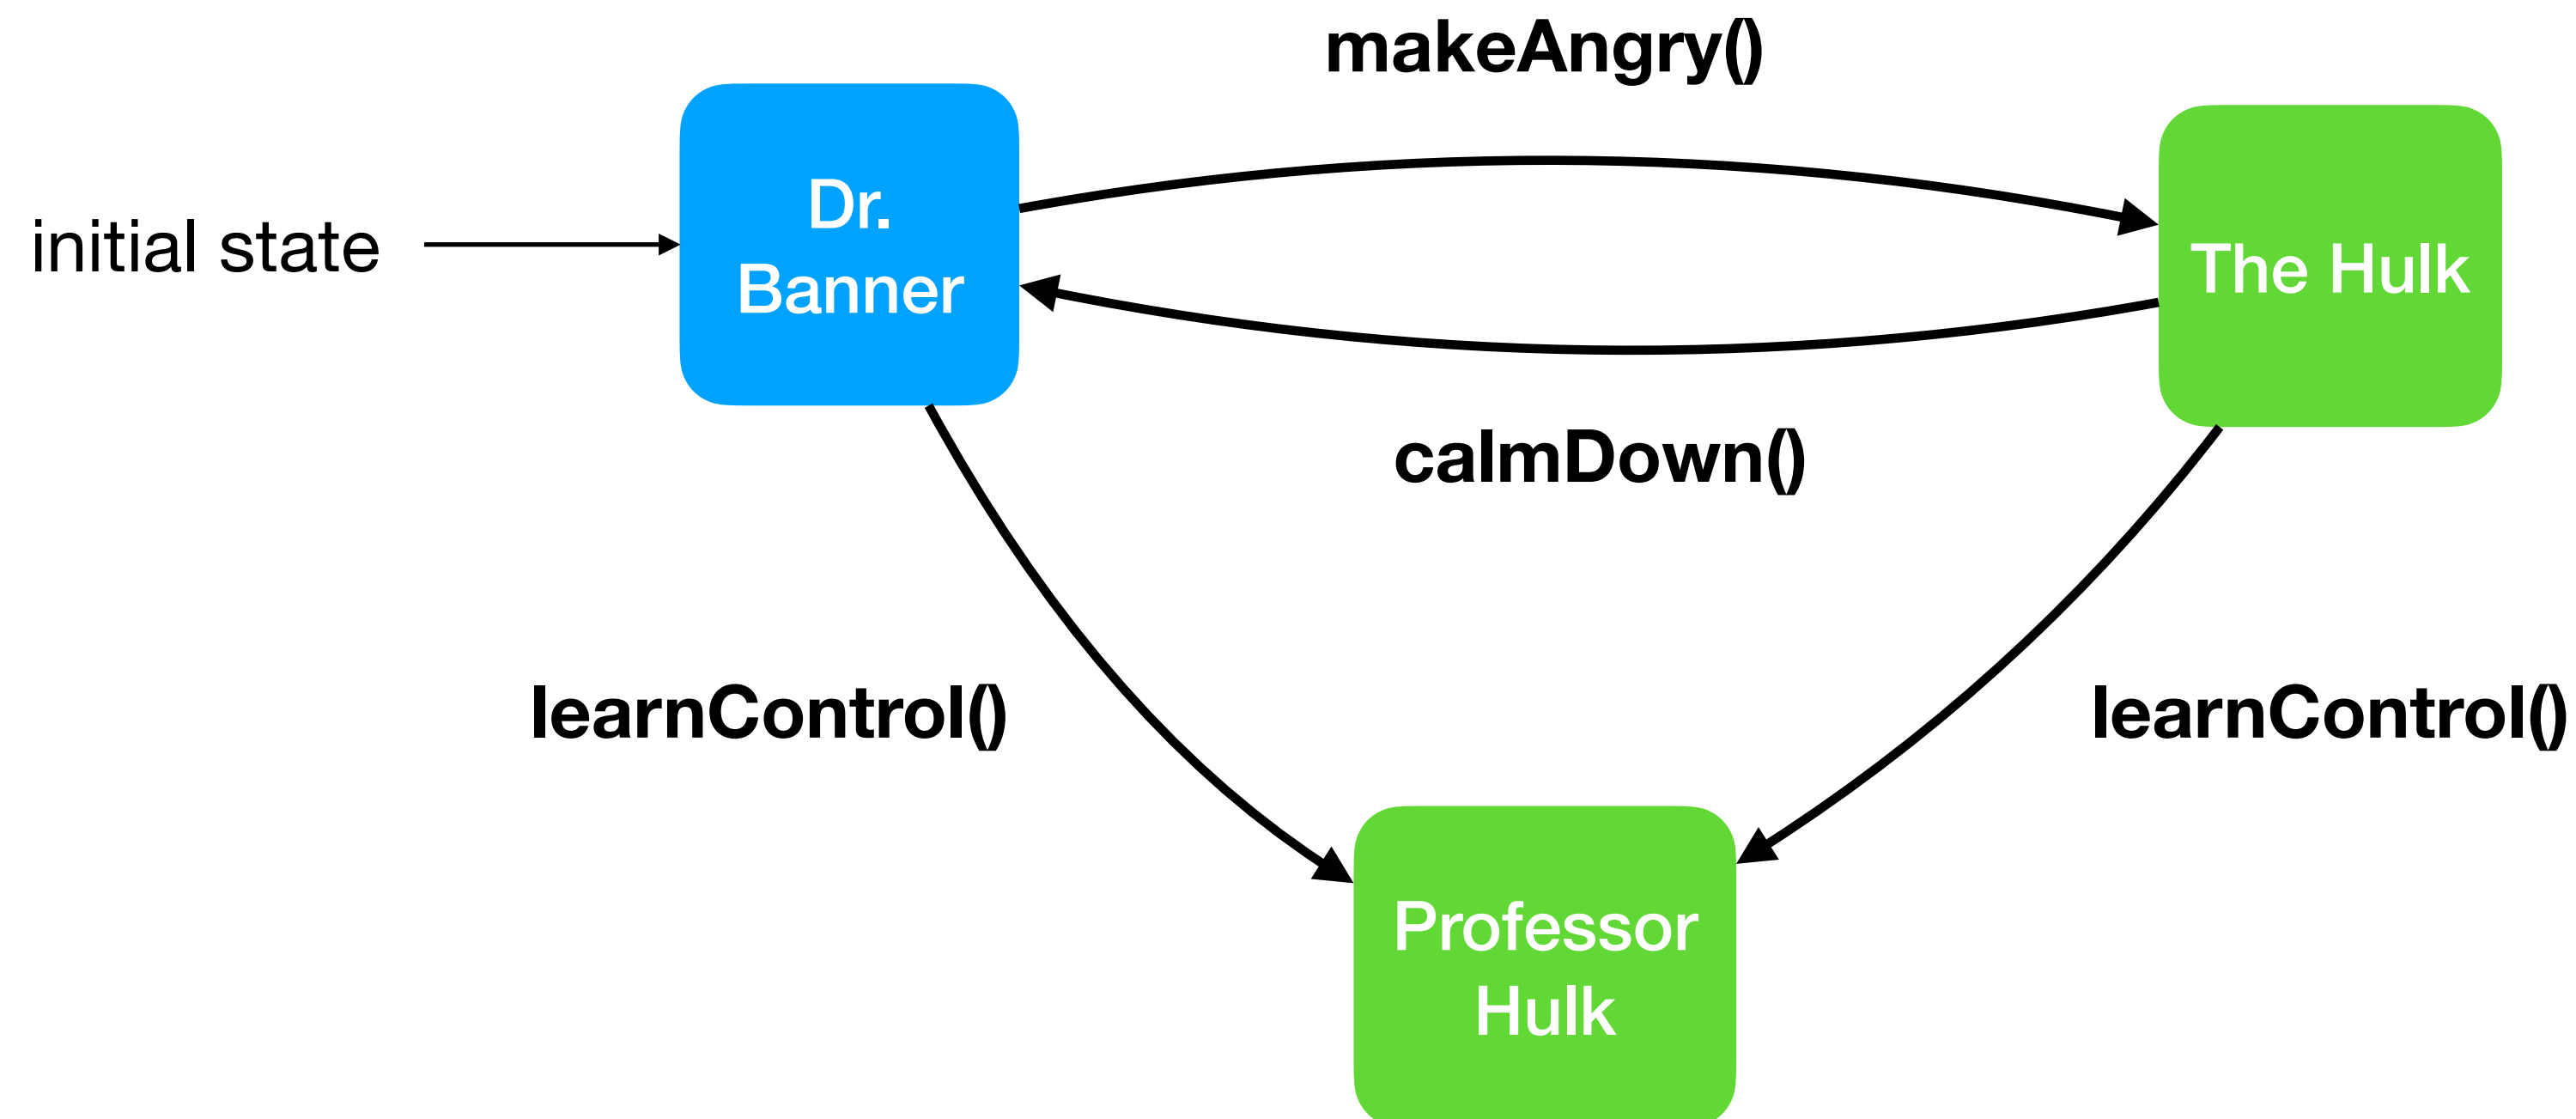 makeAngry()
initial state
Dr.
Banner
The Hulk
calmDown()
learnControl()
learnControl()
Professor
Hulk